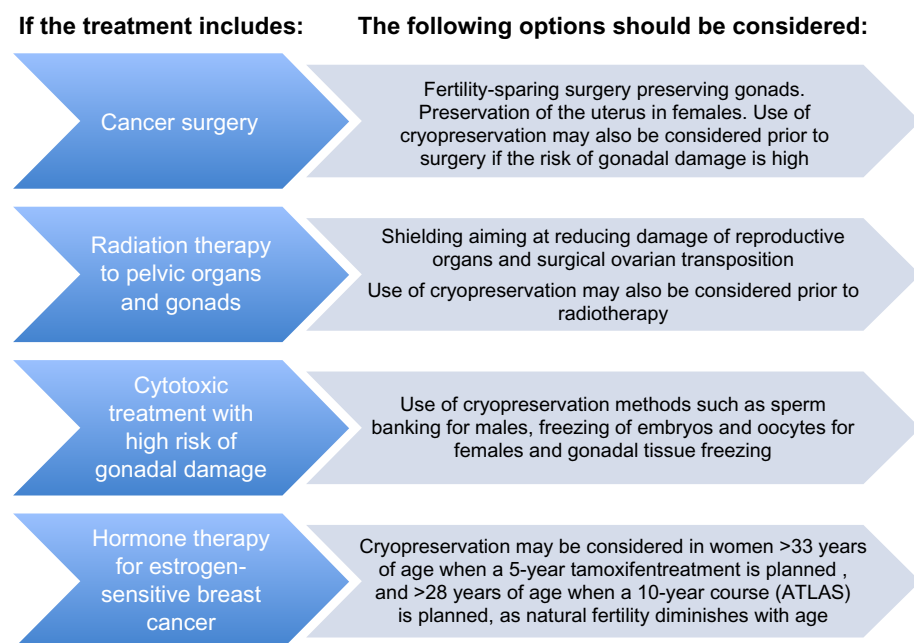 If the treatment includes:
The following options should be considered:
Cancer surgery
Fertility-sparing surgery preserving gonads.
Preservation of the uterus in females. Use of
cryopreservation may also be considered prior to
surgery if the risk of gonadal damage is high
Radiation therapy
to pelvic organs
and gonads
Shielding aiming at reducing damage of reproductive
organs and surgical ovarian transposition
Use of cryopreservation may also be considered prior to
radiotherapy
Cytotoxic
treatment with
high risk of
gonadal damage
Use of cryopreservation methods such as sperm
banking for males, freezing of embryos and oocytes for
females and gonadal tissue freezing
Hormone therapy
for estrogen-
sensitive breast
cancer
Cryopreservation may be considered in women >33 years
of age when a 5-year tamoxifentreatment is planned ,
and >28 years of age when a 10-year course (ATLAS)
is planned, as natural fertility diminishes with age